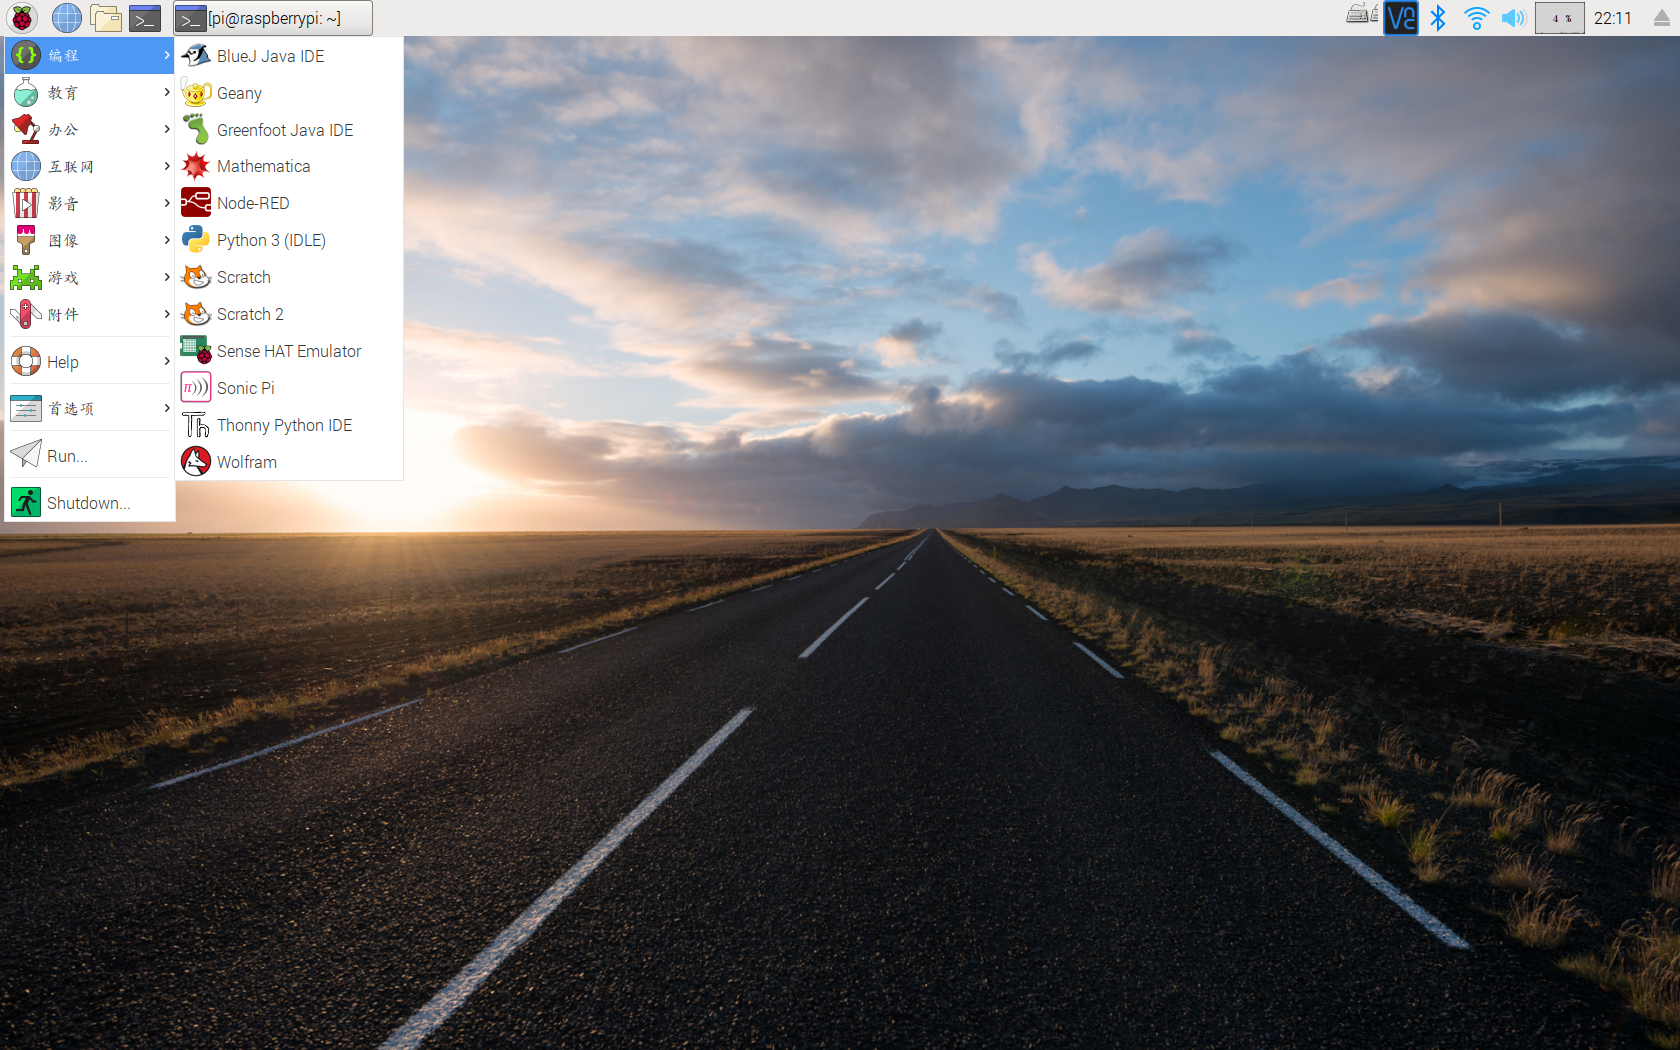 [pi@raspberrypi: ~]
4 %
22:11
编程
教育
办公
互联网
影音
图像
游戏
附件
Help
首选项
Run...
Shutdown...
BlueJ Java IDE
Geany
Greenfoot Java IDE
Mathematica
Node-RED
Python 3 (IDLE)
Scratch
Scratch 2
Sense HAT Emulator
Sonic Pi
Thonny Python IDE
Wolfram